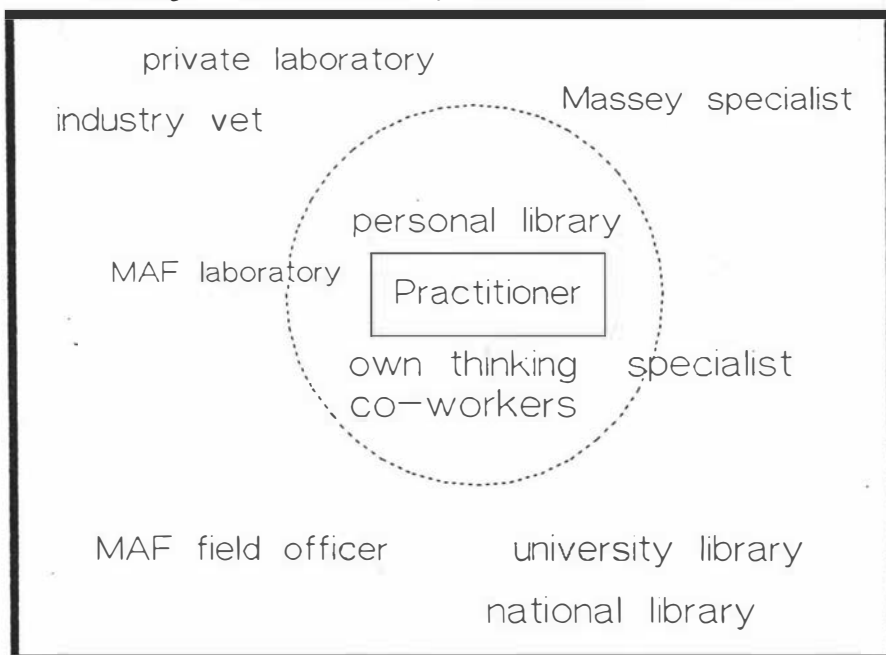 private laboratory
Massey specialist
industry vet
personal library
MAF laboratory
Practitioner
own thinking specialist
co-workers
MAF field officer
university library
national library